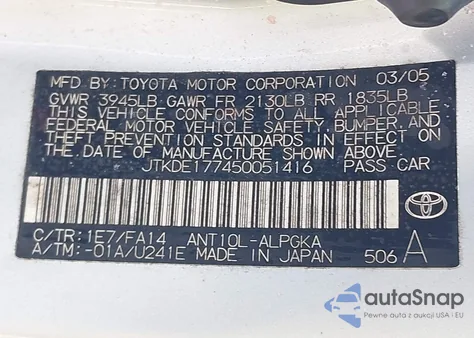 MFD BY: TOYOTA MOTOR CORPORATION 03/05
GVWR 3945LB GAWR FR 2130LB RR 1835LB
THIS VEHICLE CONFORMS TO ALL APPLICABLE
FEDERAL MOTOR VEHICLE SAFETY, BUMPER, AND
THEFT PREVENTION STANDARDS IN EFFECT ON
THE DATE OF MANUFACTURE SHOWN ABOVE.
JTKDE177450051416 PASS CAR
C/TR: 1E7/FA14 ANT10L-ALPGKA
A/TM: -01A/U241E MADE IN JAPAN 506 A
TOYOTA
autoSnap
Pewne auta z aukcji USA i EU